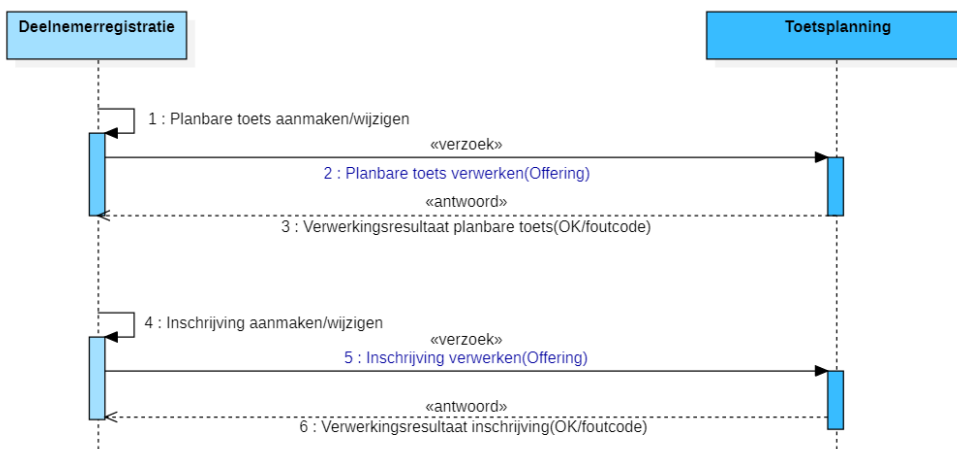 Deelnemerregistratie
Toetsplanning
1 : Planbare toets aanmaken/wijzigen
«verzoek»
2 : Planbare toets verwerken(Offering)
«antwoord»
3 : Verwerkingsresultaat planbare toets(OK/foutcode)
4 : Inschrijving aanmaken/wijzigen
«verzoek»
5 : Inschrijving verwerken(Offering)
«antwoord»
6 : Verwerkingsresultaat inschrijving(OK/foutcode)